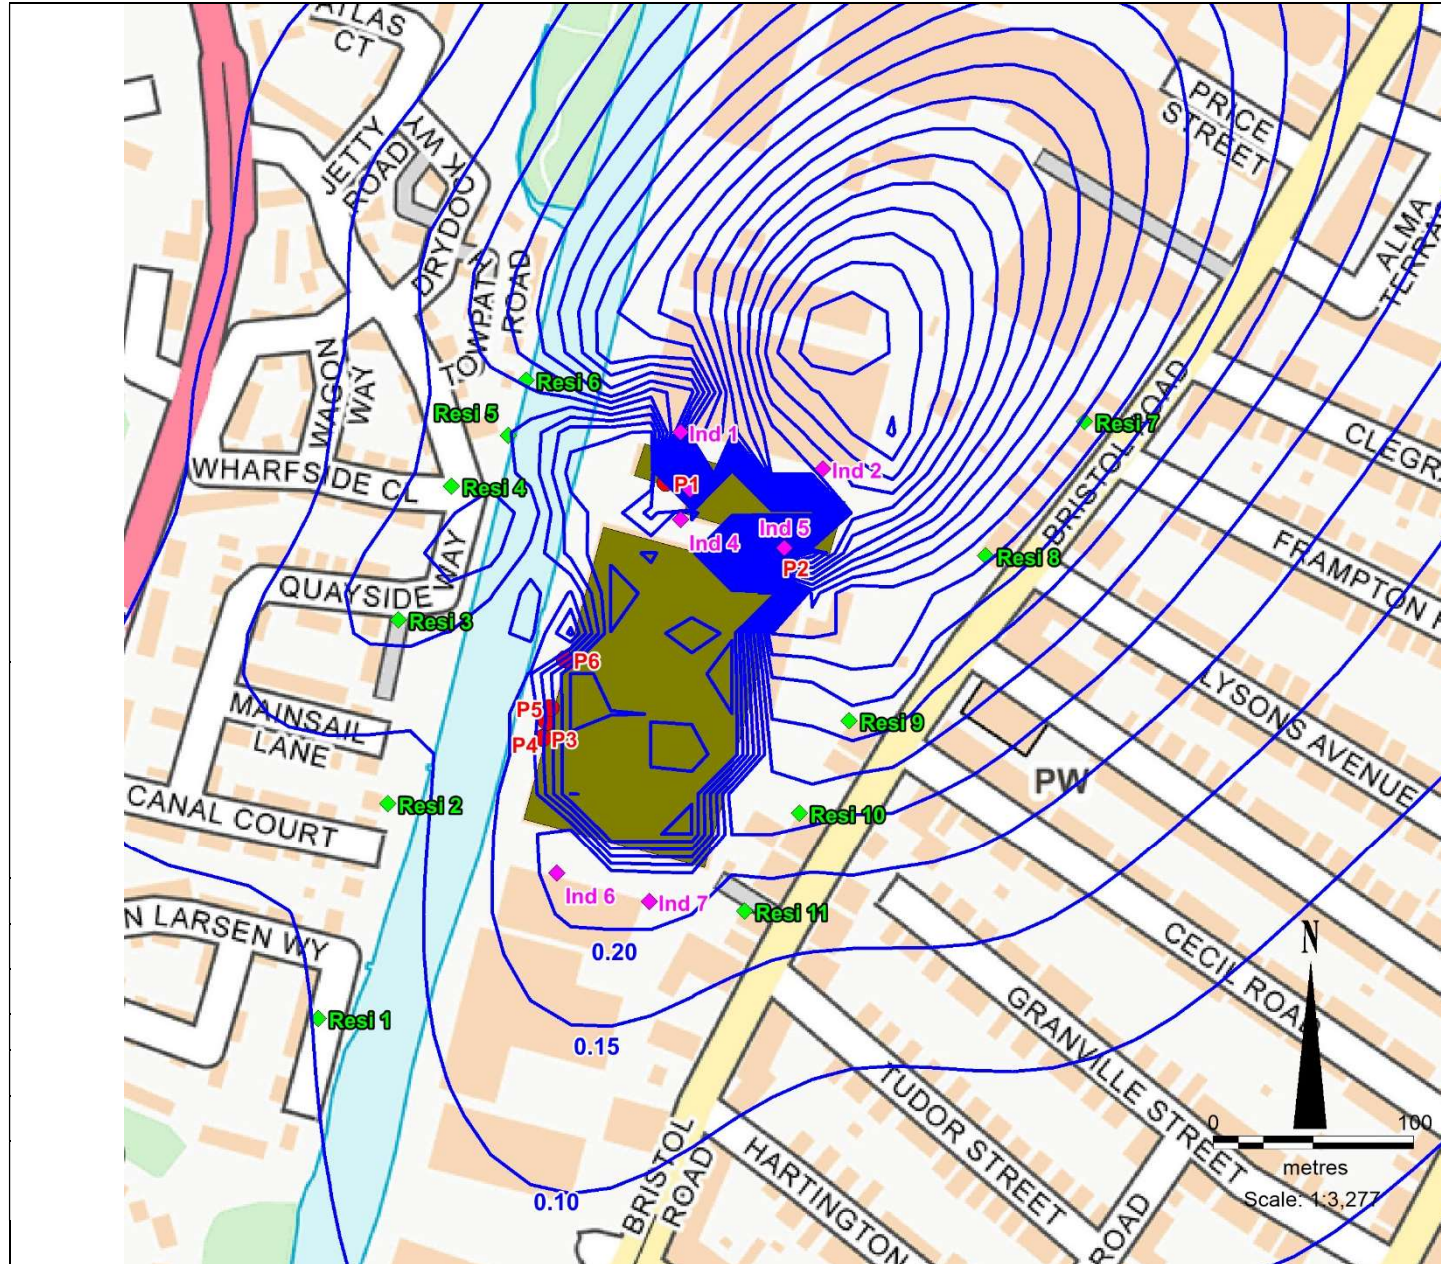 ATLAS
CT
JETTY
ROAD
DRYDOCK WY
TOWPATH
ROAD
PRICE
STREET
ALMA
WAGON
WAY
Resi 6
Resi 5
Resi 7
BRISTOL ROAD
WHARFSIDE CL
Resi 4
Ind 1
Ind 2
P1
Ind 4
Ind 5
P2
Resi 8
FRAMPTON
QUAYSIDE
WAY
Resi 3
P6
MAINSAIL
LANE
P5
P4
P3
Resi 9
LYSONS AVENUE
PW
CANAL COURT
Resi 2
Resi 10
Ind 6
Ind 7
Resi 11
N LARSEN WY
0.20
CECIL ROAD
N
Resi 1
0.15
GRANVILLE STREET
TUDOR STREET
0 100
metres
Scale: 1:3,277
0.10
BRISTOL
ROAD
HARTINGTON
ROAD